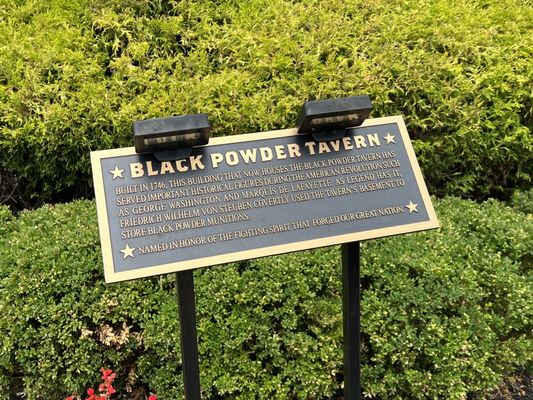 BLACK POWDER TAVERN
BUILT IN 1746, THIS BUILDING THAT NOW HOUSES THE BLACK POWDER TAVERN HAS
SERVED IMPORTANT HISTORICAL FIGURES DURING THE AMERICAN REVOLUTION SUCH
AS GEORGE WASHINGTON AND MARQUIS DE LAFAYETTE. AS LEGEND HAS IT,
FRIEDRICH WILHELM VON STEUBEN COVERTLY USED THE TAVERN'S BASEMENT TO
STORE BLACK POWDER MUNITIONS.
NAMED IN HONOR OF THE FIGHTING SPIRIT THAT FORGED OUR GREAT NATION